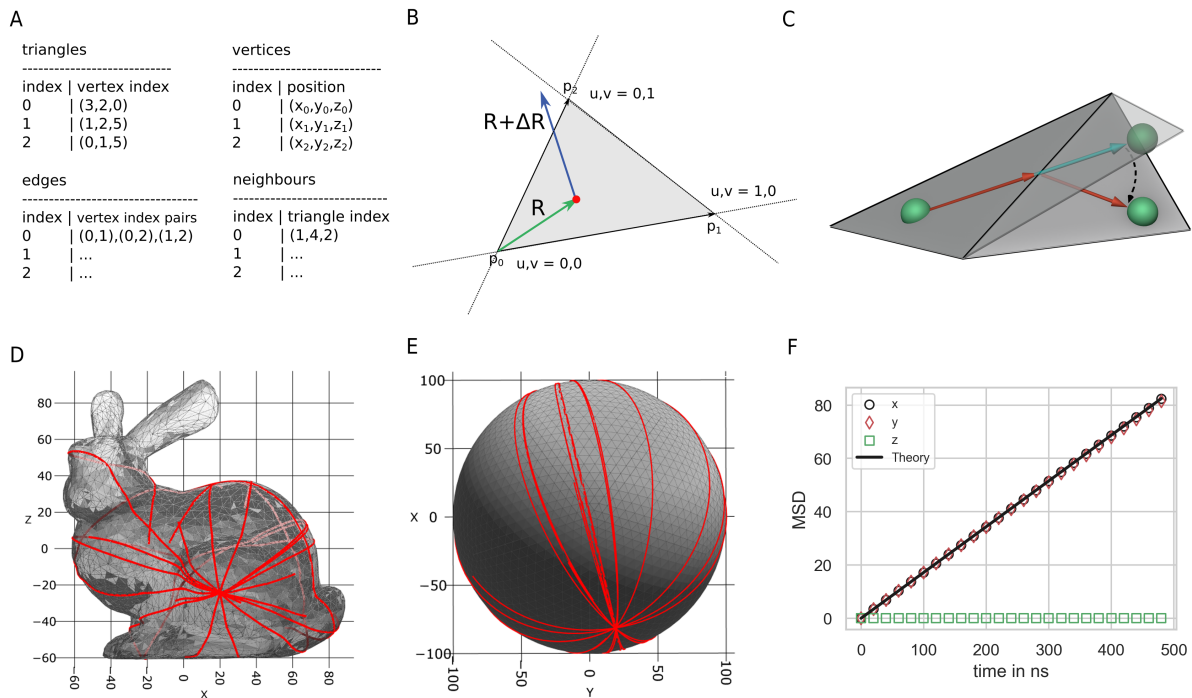 A
triangles
------------------------------
index | vertex index
0 | (3,2,0)
1 | (1,2,5)
2 | (0,1,5)
vertices
------------------------------
index | position
0 | (x₀,y₀,z₀)
1 | (x₁,y₁,z₁)
2 | (x₂,y₂,z₂)
edges
------------------------------
index | vertex index pairs
0 | (0,1),(0,2),(1,2)
1 | ...
2 | ...
neighbours
------------------------------
index | triangle index
0 | (1,4,2)
1 | ...
2 | ...
B
p₂
u,v = 0,1
R+ΔR
R
u,v = 1,0
p₁
p₀
u,v = 0,0
C
D
80
60
40
20
Z
0
−20
−40
−60
−60
−40
−20
0
20
40
60
80
X
E
100
50
X
0
−50
−100
−100
−50
0
50
100
Y
F
x
y
z
Theory
80
60
40
20
0
MSD
0 100 200 300 400 500
time in ns